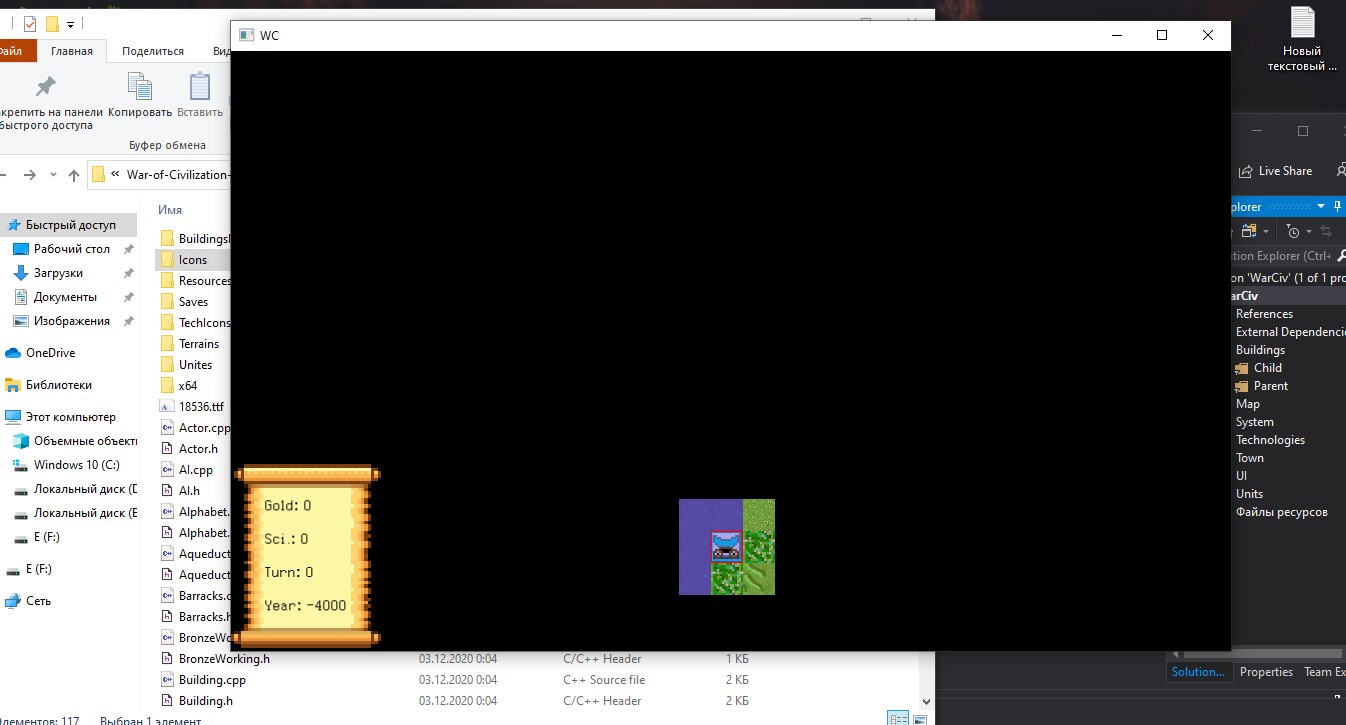 WC
Файл
Главная
Поделиться
Вид
Закрепить на панели
быстрого доступа
Копировать
Вставить
Буфер обмена
« War-of-Civilization-
Имя
Быстрый доступ
Рабочий стол
Загрузки
Документы
Изображения
OneDrive
Библиотеки
Этот компьютер
Объемные объекты
Windows 10 (C:)
Локальный диск (D
Локальный диск (E
E (F:)
E (F:)
Сеть
Icons
Resources
Saves
TechIcons
Terrains
Unites
x64
18536.ttf
Actor.cpp
Actor.h
AI.cpp
AI.h
Alphabet.
Alphabet.
Aqueduct
Aqueduct
Barracks.c
Barracks.h
BronzeWo
BronzeWorking.h 03.12.2020 0:04 C/C++ Header 1 КБ
Building.cpp 03.12.2020 0:04 C++ Source file 2 КБ
Building.h 03.12.2020 0:04 C/C++ Header 2 КБ
Элементов: 117
Выбран 1 элемент
Gold: 0
Sci.: 0
Turn: 0
Year: -4000
Новый
текстовый ...
Live Share
plorer
tion Explorer (Ctrl+
on 'WarCiv' (1 of 1 pro
arCiv
References
External Dependencie
Buildings
Child
Parent
Map
System
Technologies
Town
UI
Units
Файлы ресурсов
Solution...
Properties
Team Ex